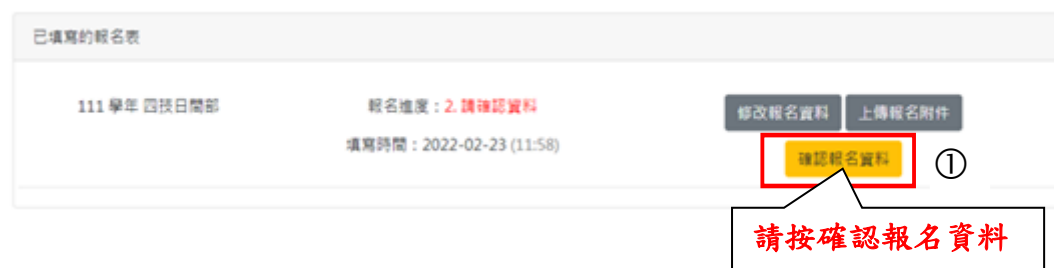 已填寫的報名表
111 學年 四技日間部
報名進度：2. 請確認資料
填寫時間：2022-02-23 (11:58)
修改報名資料
上傳報名附件
確認報名資料
①
請按確認報名資料